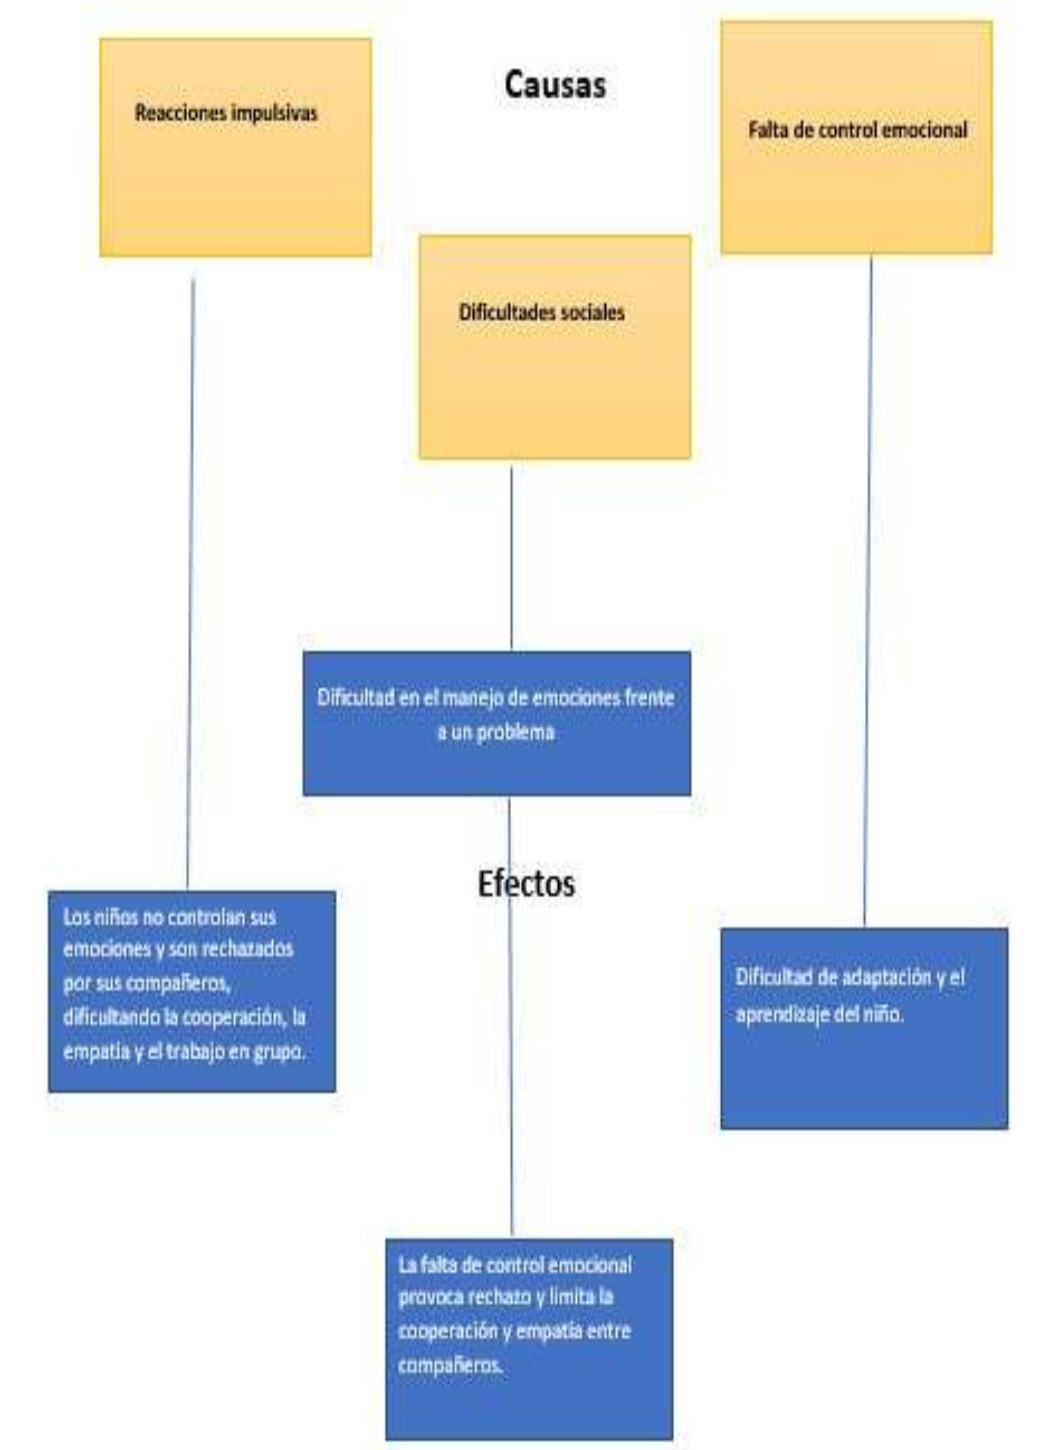 Causas
Reacciones impulsivas
Falta de control emocional
Dificultades sociales
Dificultad en el manejo de emociones frente
a un problema
Efectos
Los niños no controlan sus
emociones y son rechazados
por sus compañeros,
dificultando la cooperación, la
empatía y el trabajo en grupo.
Dificultad de adaptación y el
aprendizaje del niño.
La falta de control emocional
provoca rechazo y limita la
cooperación y empatía entre
compañeros.